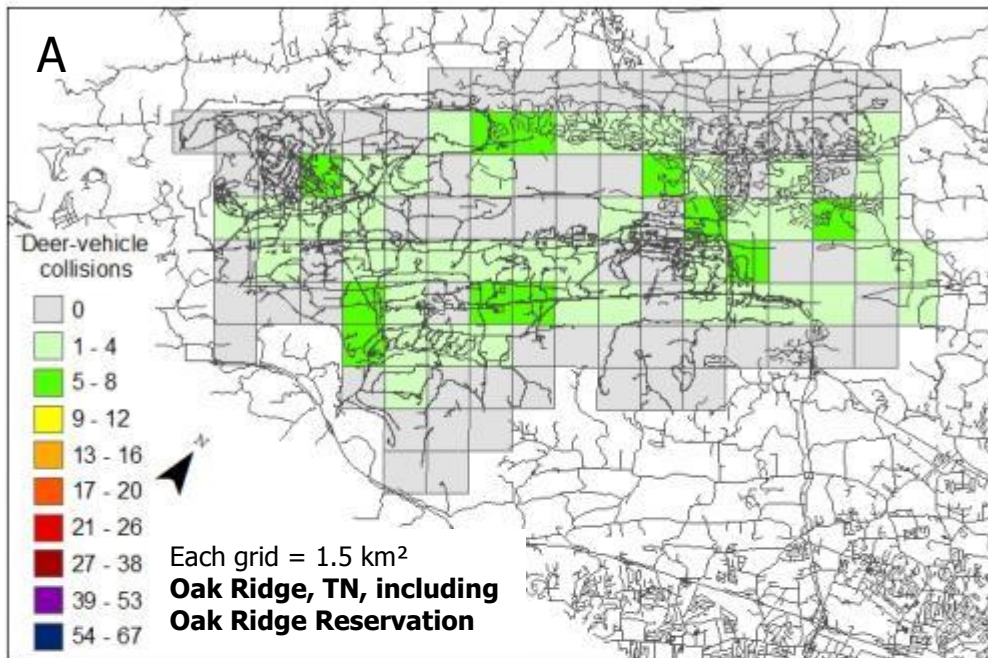 A
Deer-vehicle
collisions
0
1 - 4
5 - 8
9 - 12
13 - 16
17 - 20
21 - 26
27 - 38
39 - 53
54 - 67
N
Each grid = 1.5 km²
Oak Ridge, TN, including
Oak Ridge Reservation